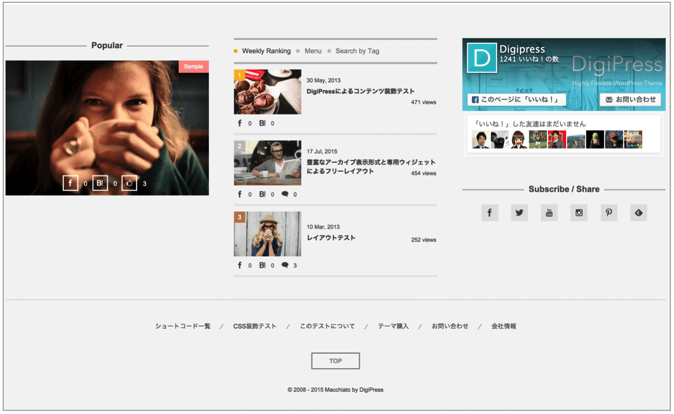 Popular
Sample
0
B! 0
3
Weekly Ranking
Menu
Search by Tag
1
30 May, 2013
DigiPressによるコンテンツ装飾テスト
471 views
0
B! 0
2
17 Jul, 2015
豊富なアーカイブ表示形式と専用ウィジェット
によるフリーレイアウト
454 views
0
B! 0
0
3
10 Mar, 2013
レイアウトテスト
252 views
0
B! 0
3
D
Digipress
1241 いいね！の数
DigiPress
Highly Flexible WordPress Theme
このページに「いいね！」
お問い合わせ
「いいね！」した友達はまだいません
Subscribe / Share
ショートコード一覧 / CSS装飾テスト / このテストについて / テーマ購入 / お問い合わせ / 会社情報
TOP
© 2008 - 2015 Macchiato by DigiPress